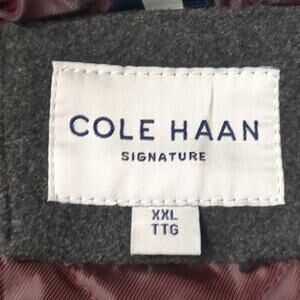 COLE HAAN
SIGNATURE
XXL
TTG